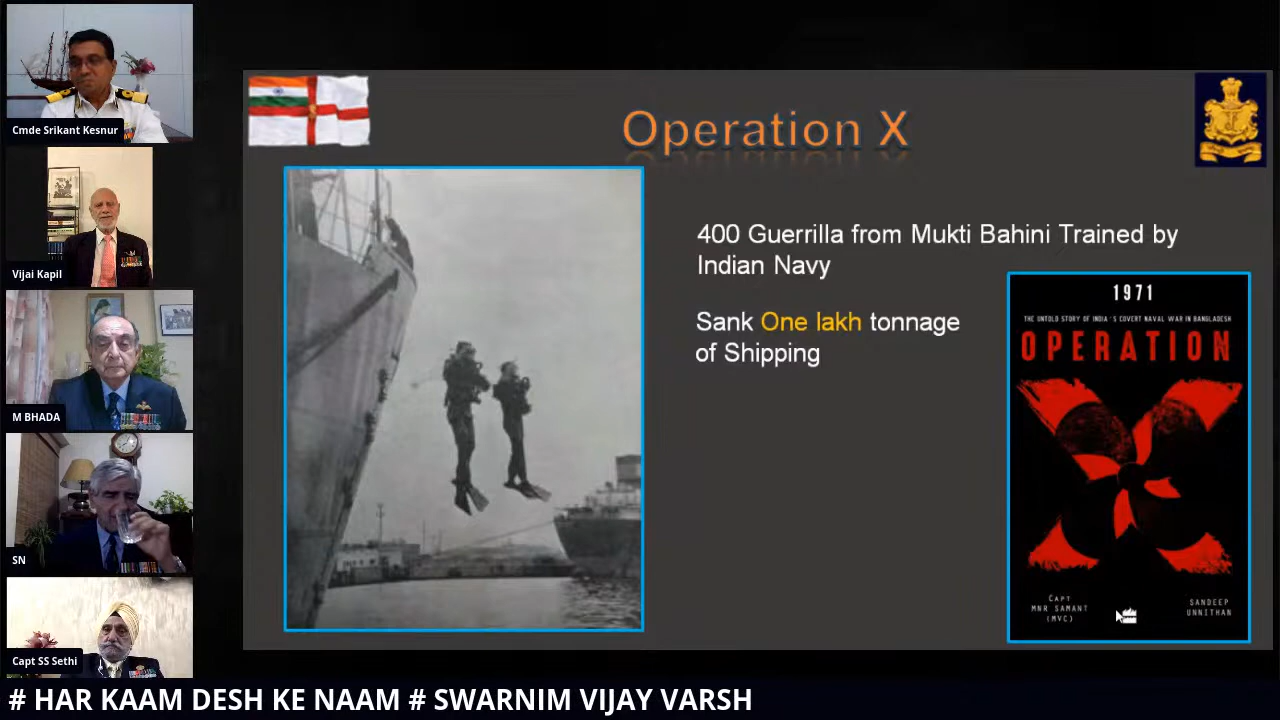 Cmde Srikant Kesnur
Vijai Kapil
M BHADA
SN
Capt SS Sethi
Operation X
400 Guerrilla from Mukti Bahini Trained by
Indian Navy
Sank One lakh tonnage
of Shipping
1971
THE UNTOLD STORY OF INDIA'S COVERT NAVAL WAR IN BANGLADESH
OPERATION
X
CAPT
MNR SAMANT
(MVC)
SANDEEP
UNNITHAN
# HAR KAAM DESH KE NAAM # SWARNIM VIJAY VARSH